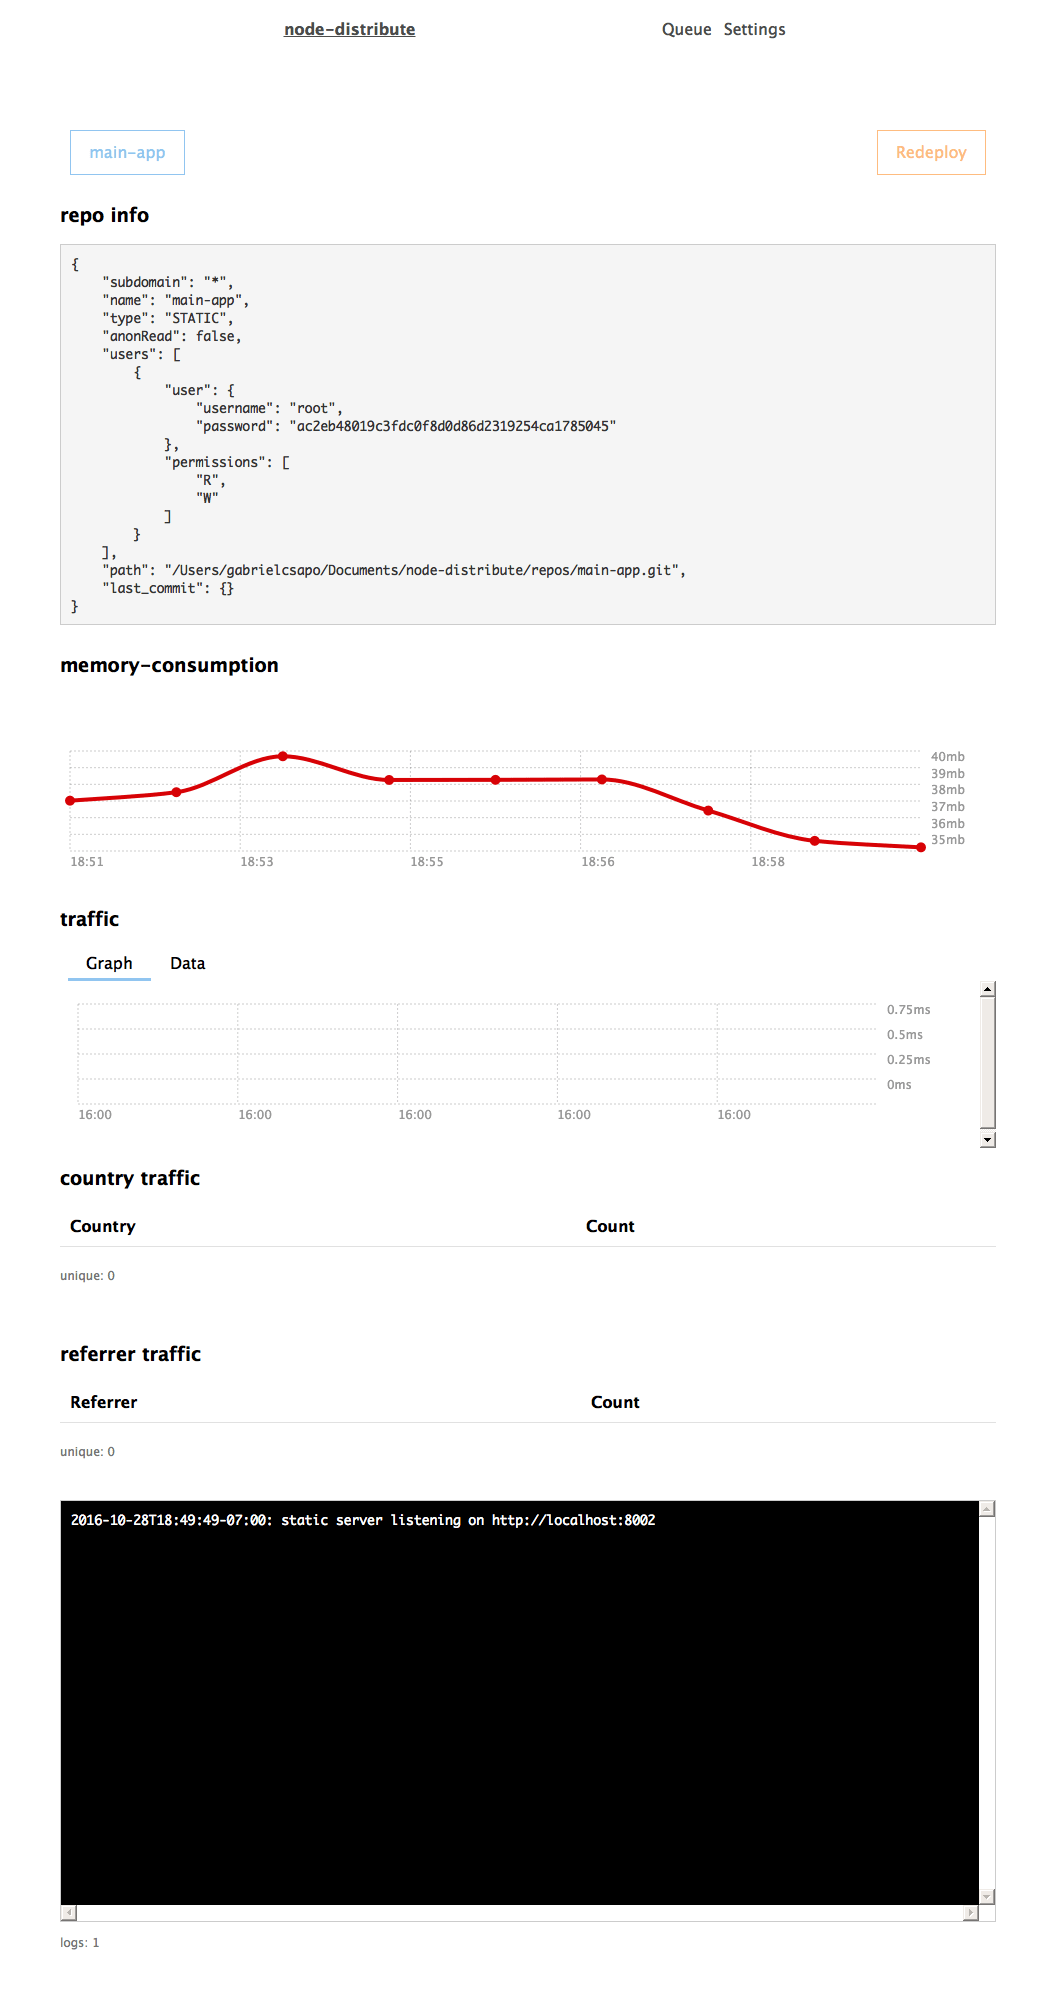 node-distribute
Queue Settings
main-app
Redeploy
repo info
{
    "subdomain": "*",
    "name": "main-app",
    "type": "STATIC",
    "anonRead": false,
    "users": [
        {
            "user": {
                "username": "root",
                "password": "ac2eb48019c3fdc0f8d0d86d2319254ca1785045"
            },
            "permissions": [
                "R",
                "W"
            ]
        }
    ],
    "path": "/Users/gabrielcsapo/Documents/node-distribute/repos/main-app.git",
    "last_commit": {}
}
memory-consumption
40mb
39mb
38mb
37mb
36mb
35mb
18:51 18:53 18:55 18:56 18:58
traffic
Graph Data
0.75ms
0.5ms
0.25ms
0ms
16:00 16:00 16:00 16:00 16:00
country traffic
Country Count
unique: 0
referrer traffic
Referrer Count
unique: 0
2016-10-28T18:49:49-07:00: static server listening on http://localhost:8002
logs: 1